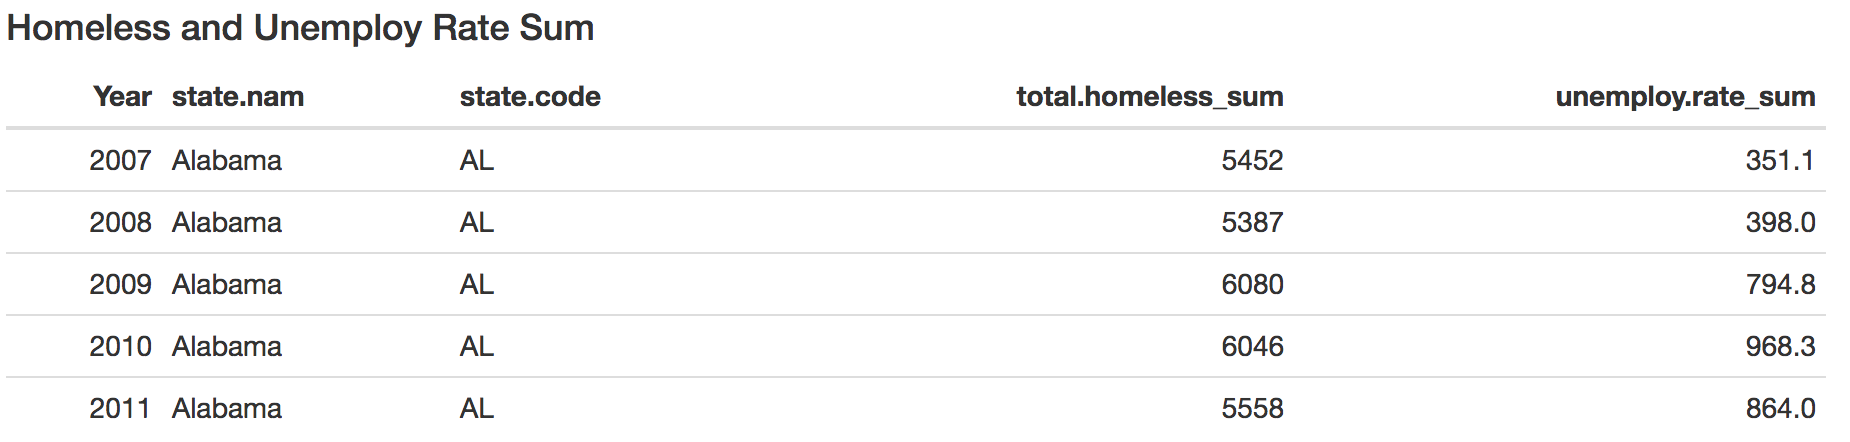 Homeless and Unemploy Rate Sum
Year state.nam state.code total.homeless_sum unemploy.rate_sum
2007 Alabama AL 5452 351.1
2008 Alabama AL 5387 398.0
2009 Alabama AL 6080 794.8
2010 Alabama AL 6046 968.3
2011 Alabama AL 5558 864.0